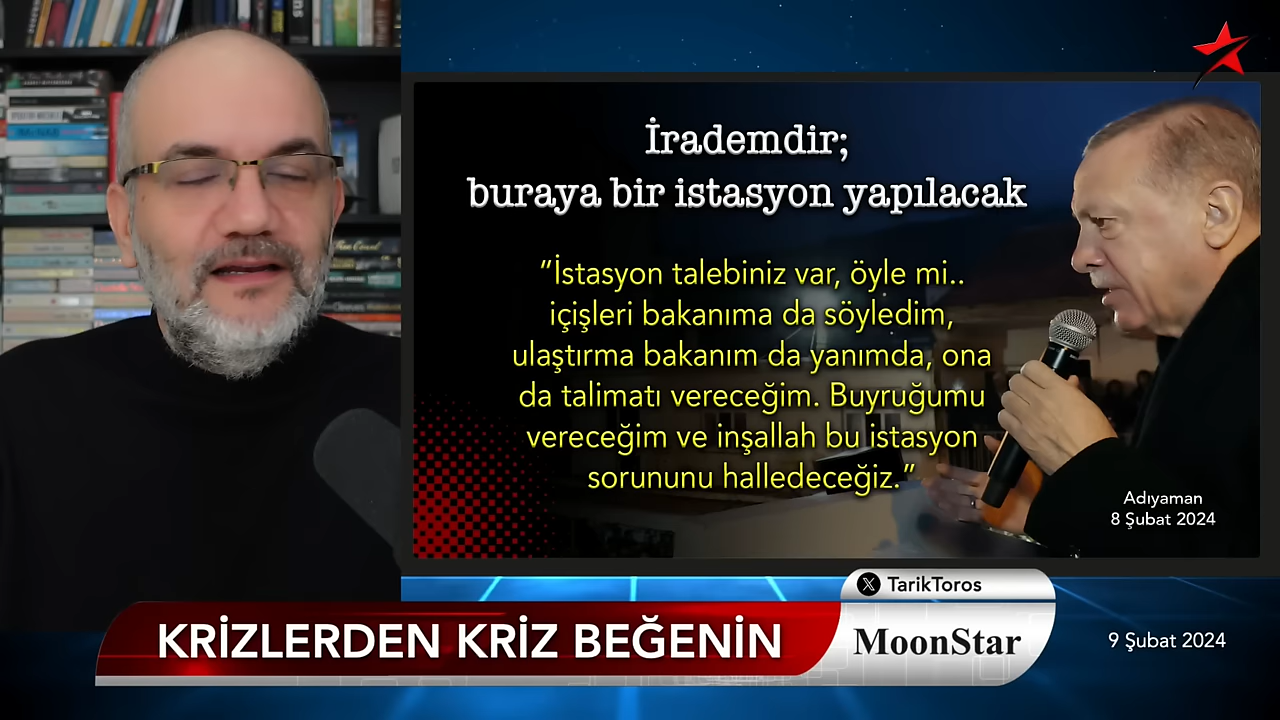 İrademdir;
buraya bir istasyon yapılacak
"İstasyon talebiniz var, öyle mi..
içişleri bakanıma da söyledim,
ulaştırma bakanım da yanımda, ona
da talimatı vereceğim. Buyruğumu
vereceğim ve inşallah bu istasyon
sorununu halledeceğiz."
Adıyaman
8 Şubat 2024
TarikToros
KRİZLERDEN KRİZ BEĞENİN
MoonStar
9 Şubat 2024